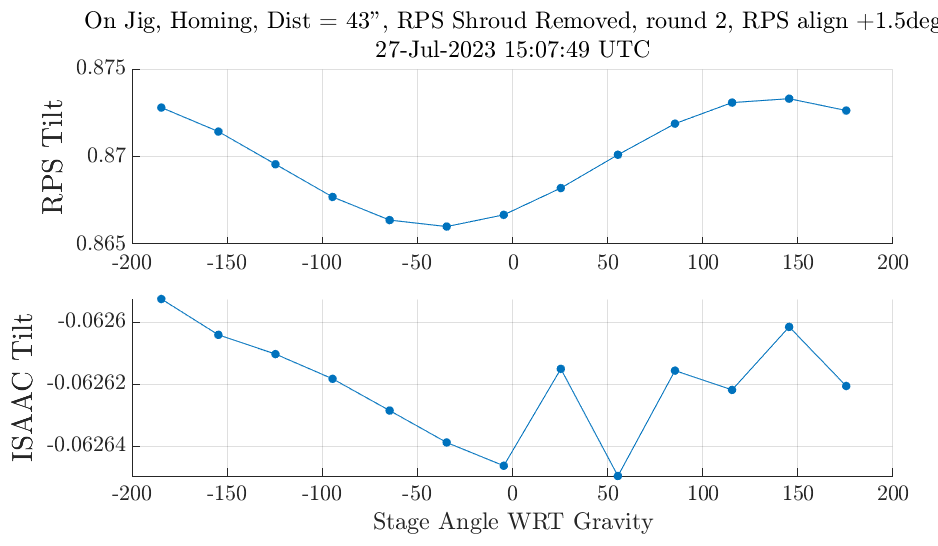 On Jig, Homing, Dist = 43", RPS Shroud Removed, round 2, RPS align +1.5deg
27-Jul-2023 15:07:49 UTC
0.875
0.87
0.865
RPS Tilt
-200 -150 -100 -50 0 50 100 150 200
-0.0626
-0.06262
-0.06264
ISAAC Tilt
-200 -150 -100 -50 0 50 100 150 200
Stage Angle WRT Gravity